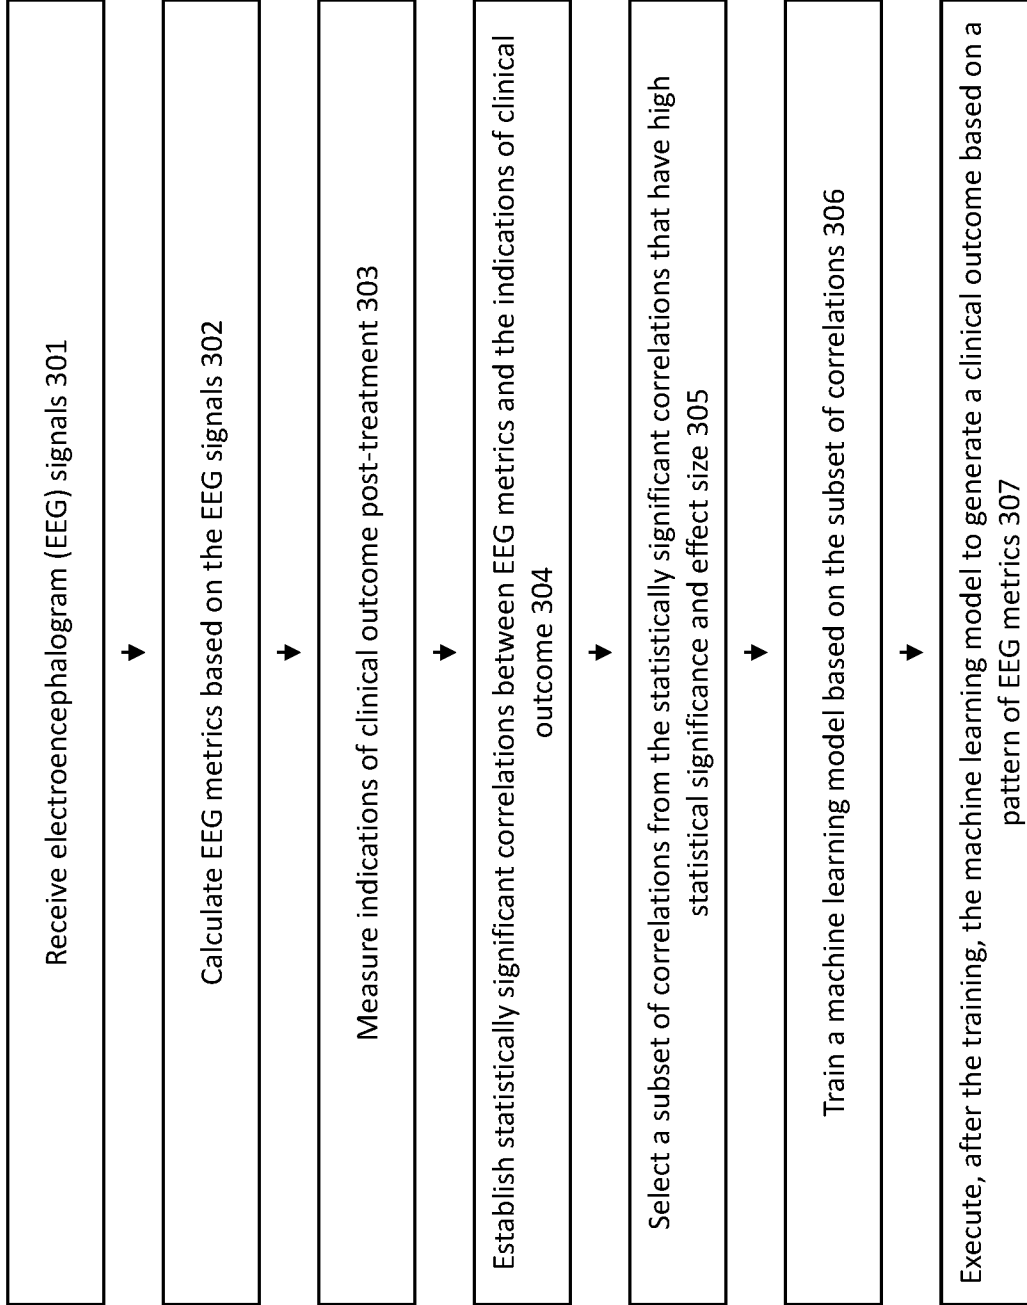 Receive electroencephalogram (EEG) signals 301
Calculate EEG metrics based on the EEG signals 302
Measure indications of clinical outcome post-treatment 303
Establish statistically significant correlations between EEG metrics and the indications of clinical
outcome 304
Select a subset of correlations from the statistically significant correlations that have high
statistical significance and effect size 305
Train a machine learning model based on the subset of correlations 306
Execute, after the training, the machine learning model to generate a clinical outcome based on a
pattern of EEG metrics 307